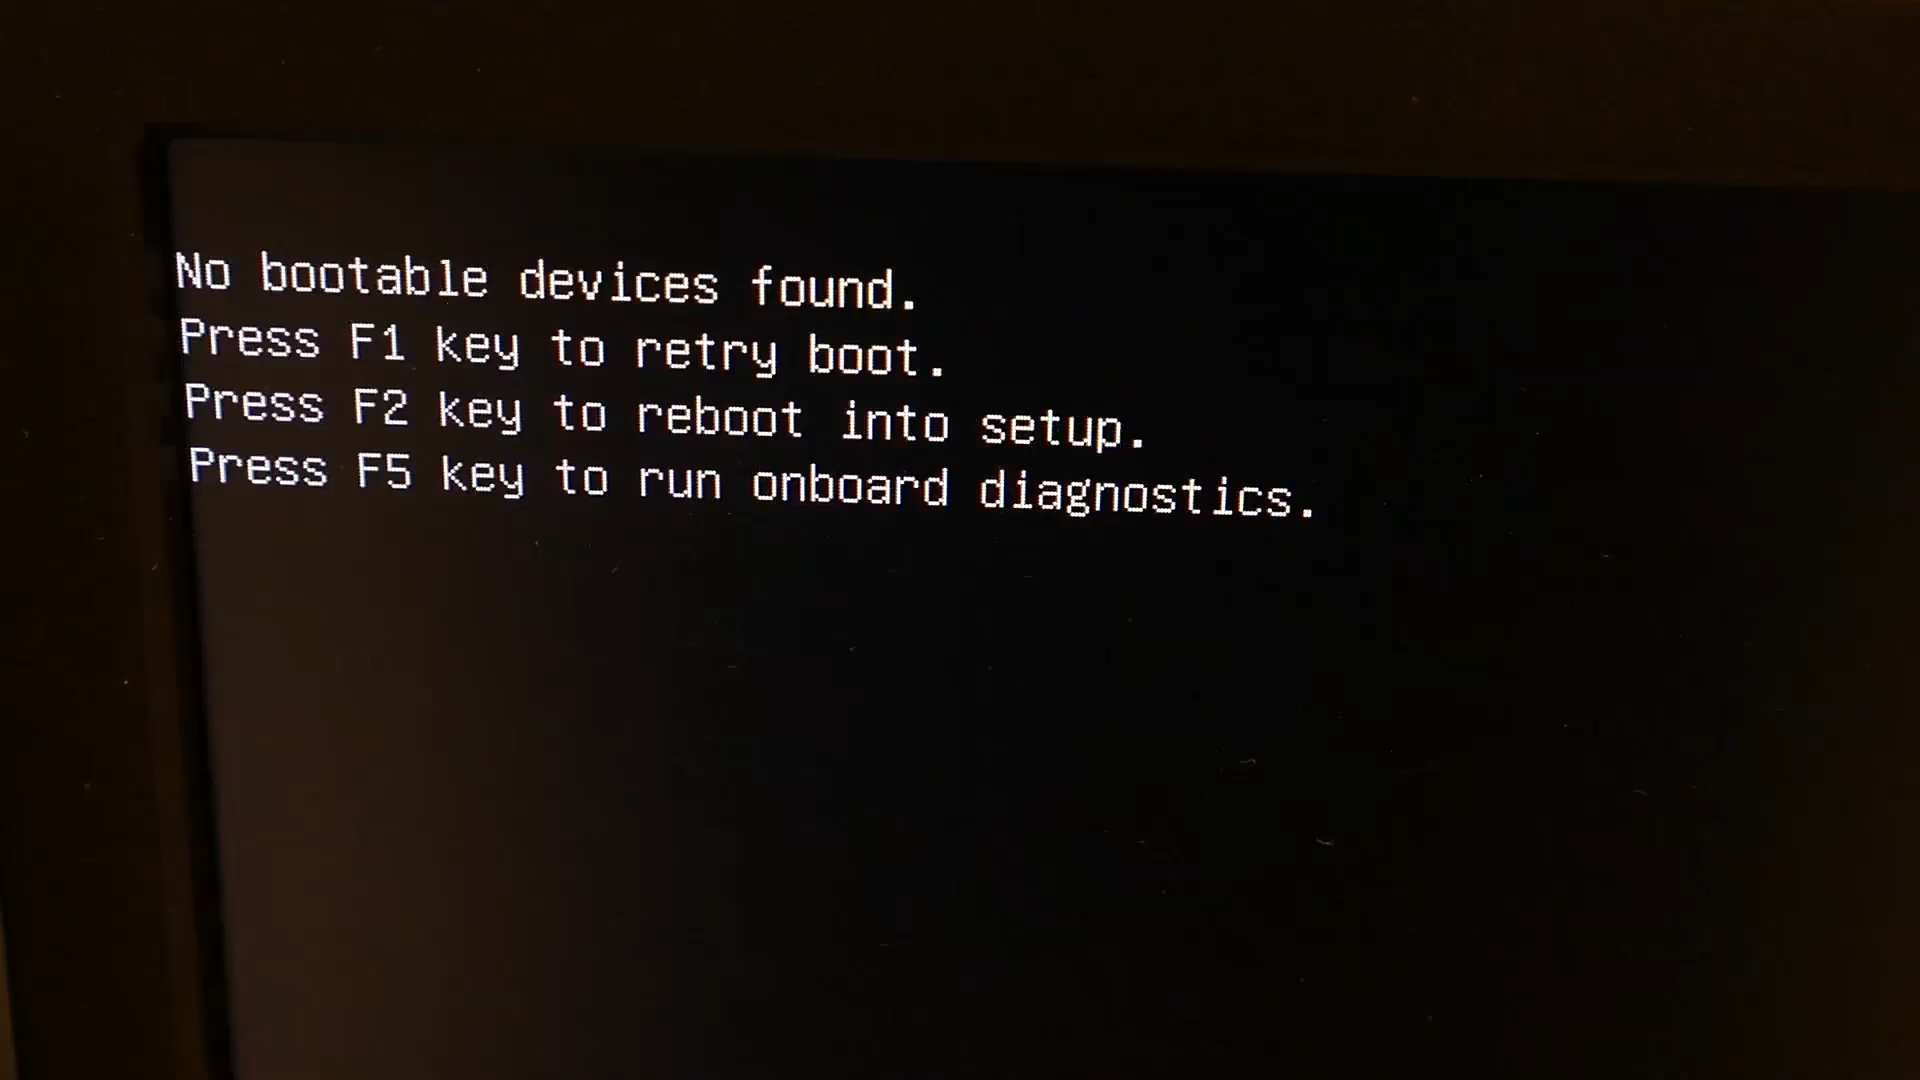 No bootable devices found.
Press F1 key to retry boot.
Press F2 key to reboot into setup.
Press F5 key to run onboard diagnostics.